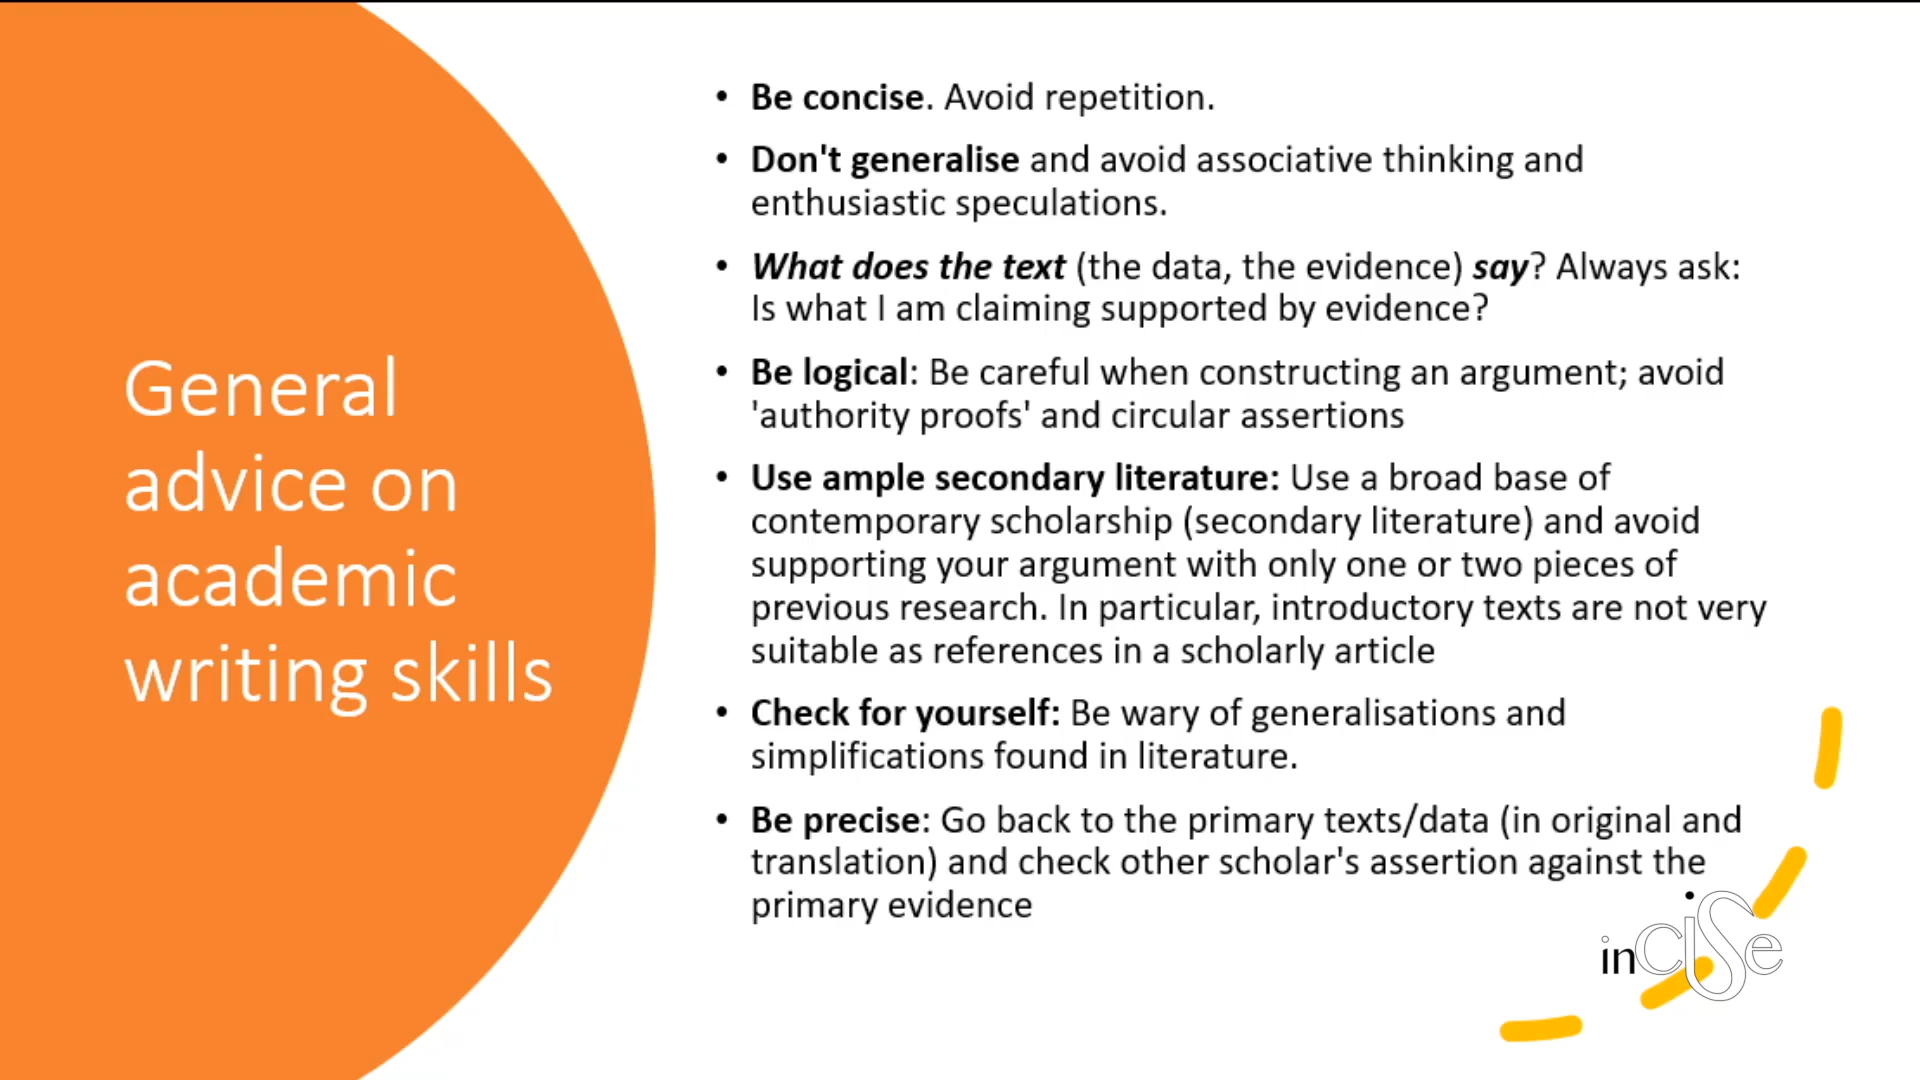 General
advice on
academic
writing skills
• Be concise. Avoid repetition.
• Don't generalise and avoid associative thinking and
enthusiastic speculations.
• What does the text (the data, the evidence) say? Always ask:
Is what I am claiming supported by evidence?
• Be logical: Be careful when constructing an argument; avoid
'authority proofs' and circular assertions
• Use ample secondary literature: Use a broad base of
contemporary scholarship (secondary literature) and avoid
supporting your argument with only one or two pieces of
previous research. In particular, introductory texts are not very
suitable as references in a scholarly article
• Check for yourself: Be wary of generalisations and
simplifications found in literature.
• Be precise: Go back to the primary texts/data (in original and
translation) and check other scholar's assertion against the
primary evidence
inCiSe